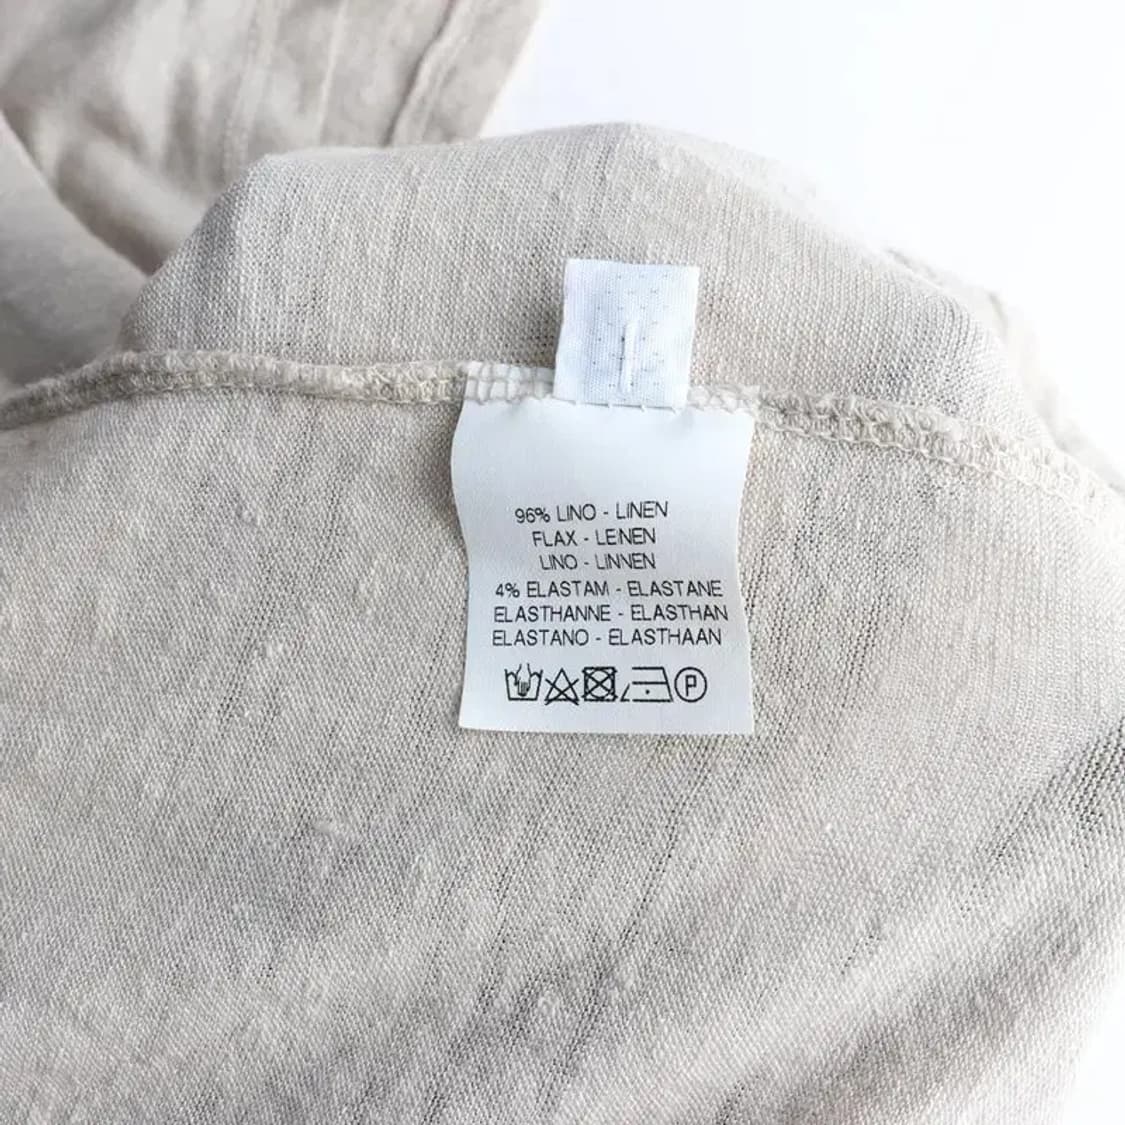 96% LINO - LINEN
FLAX - LEINEN
LINO - LINNEN
4% ELASTAM - ELASTANE
ELASTHANNE - ELASTHAN
ELASTANO - ELASTHAAN
P